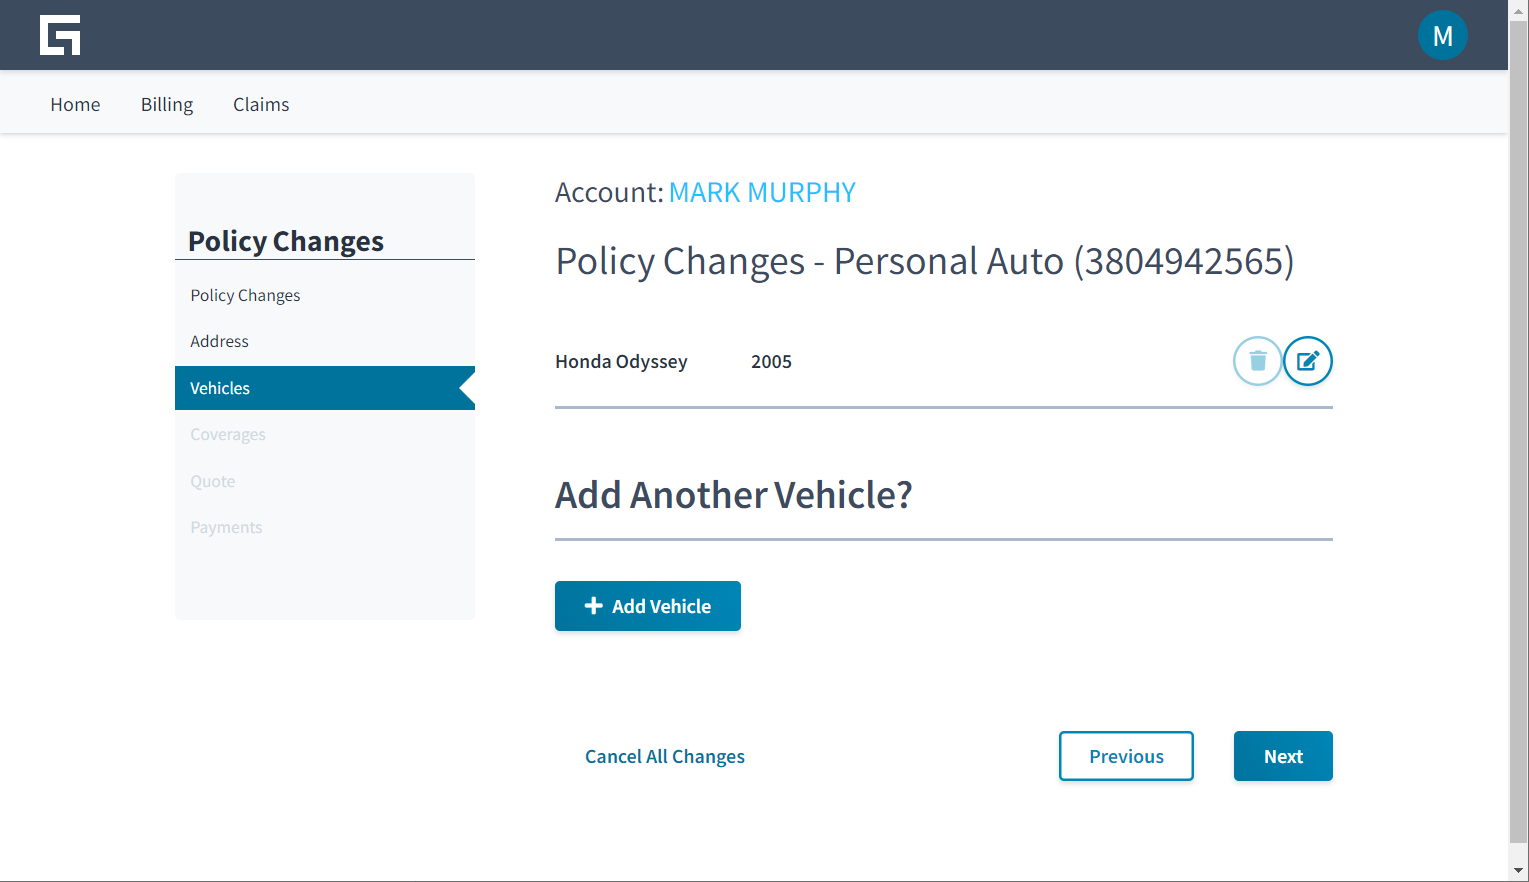 M
Home Billing Claims
Policy Changes
Policy Changes
Address
Vehicles
Coverages
Quote
Payments
Account: MARK MURPHY
Policy Changes - Personal Auto (3804942565)
Honda Odyssey 2005
Add Another Vehicle?
Add Vehicle
Cancel All Changes Previous Next